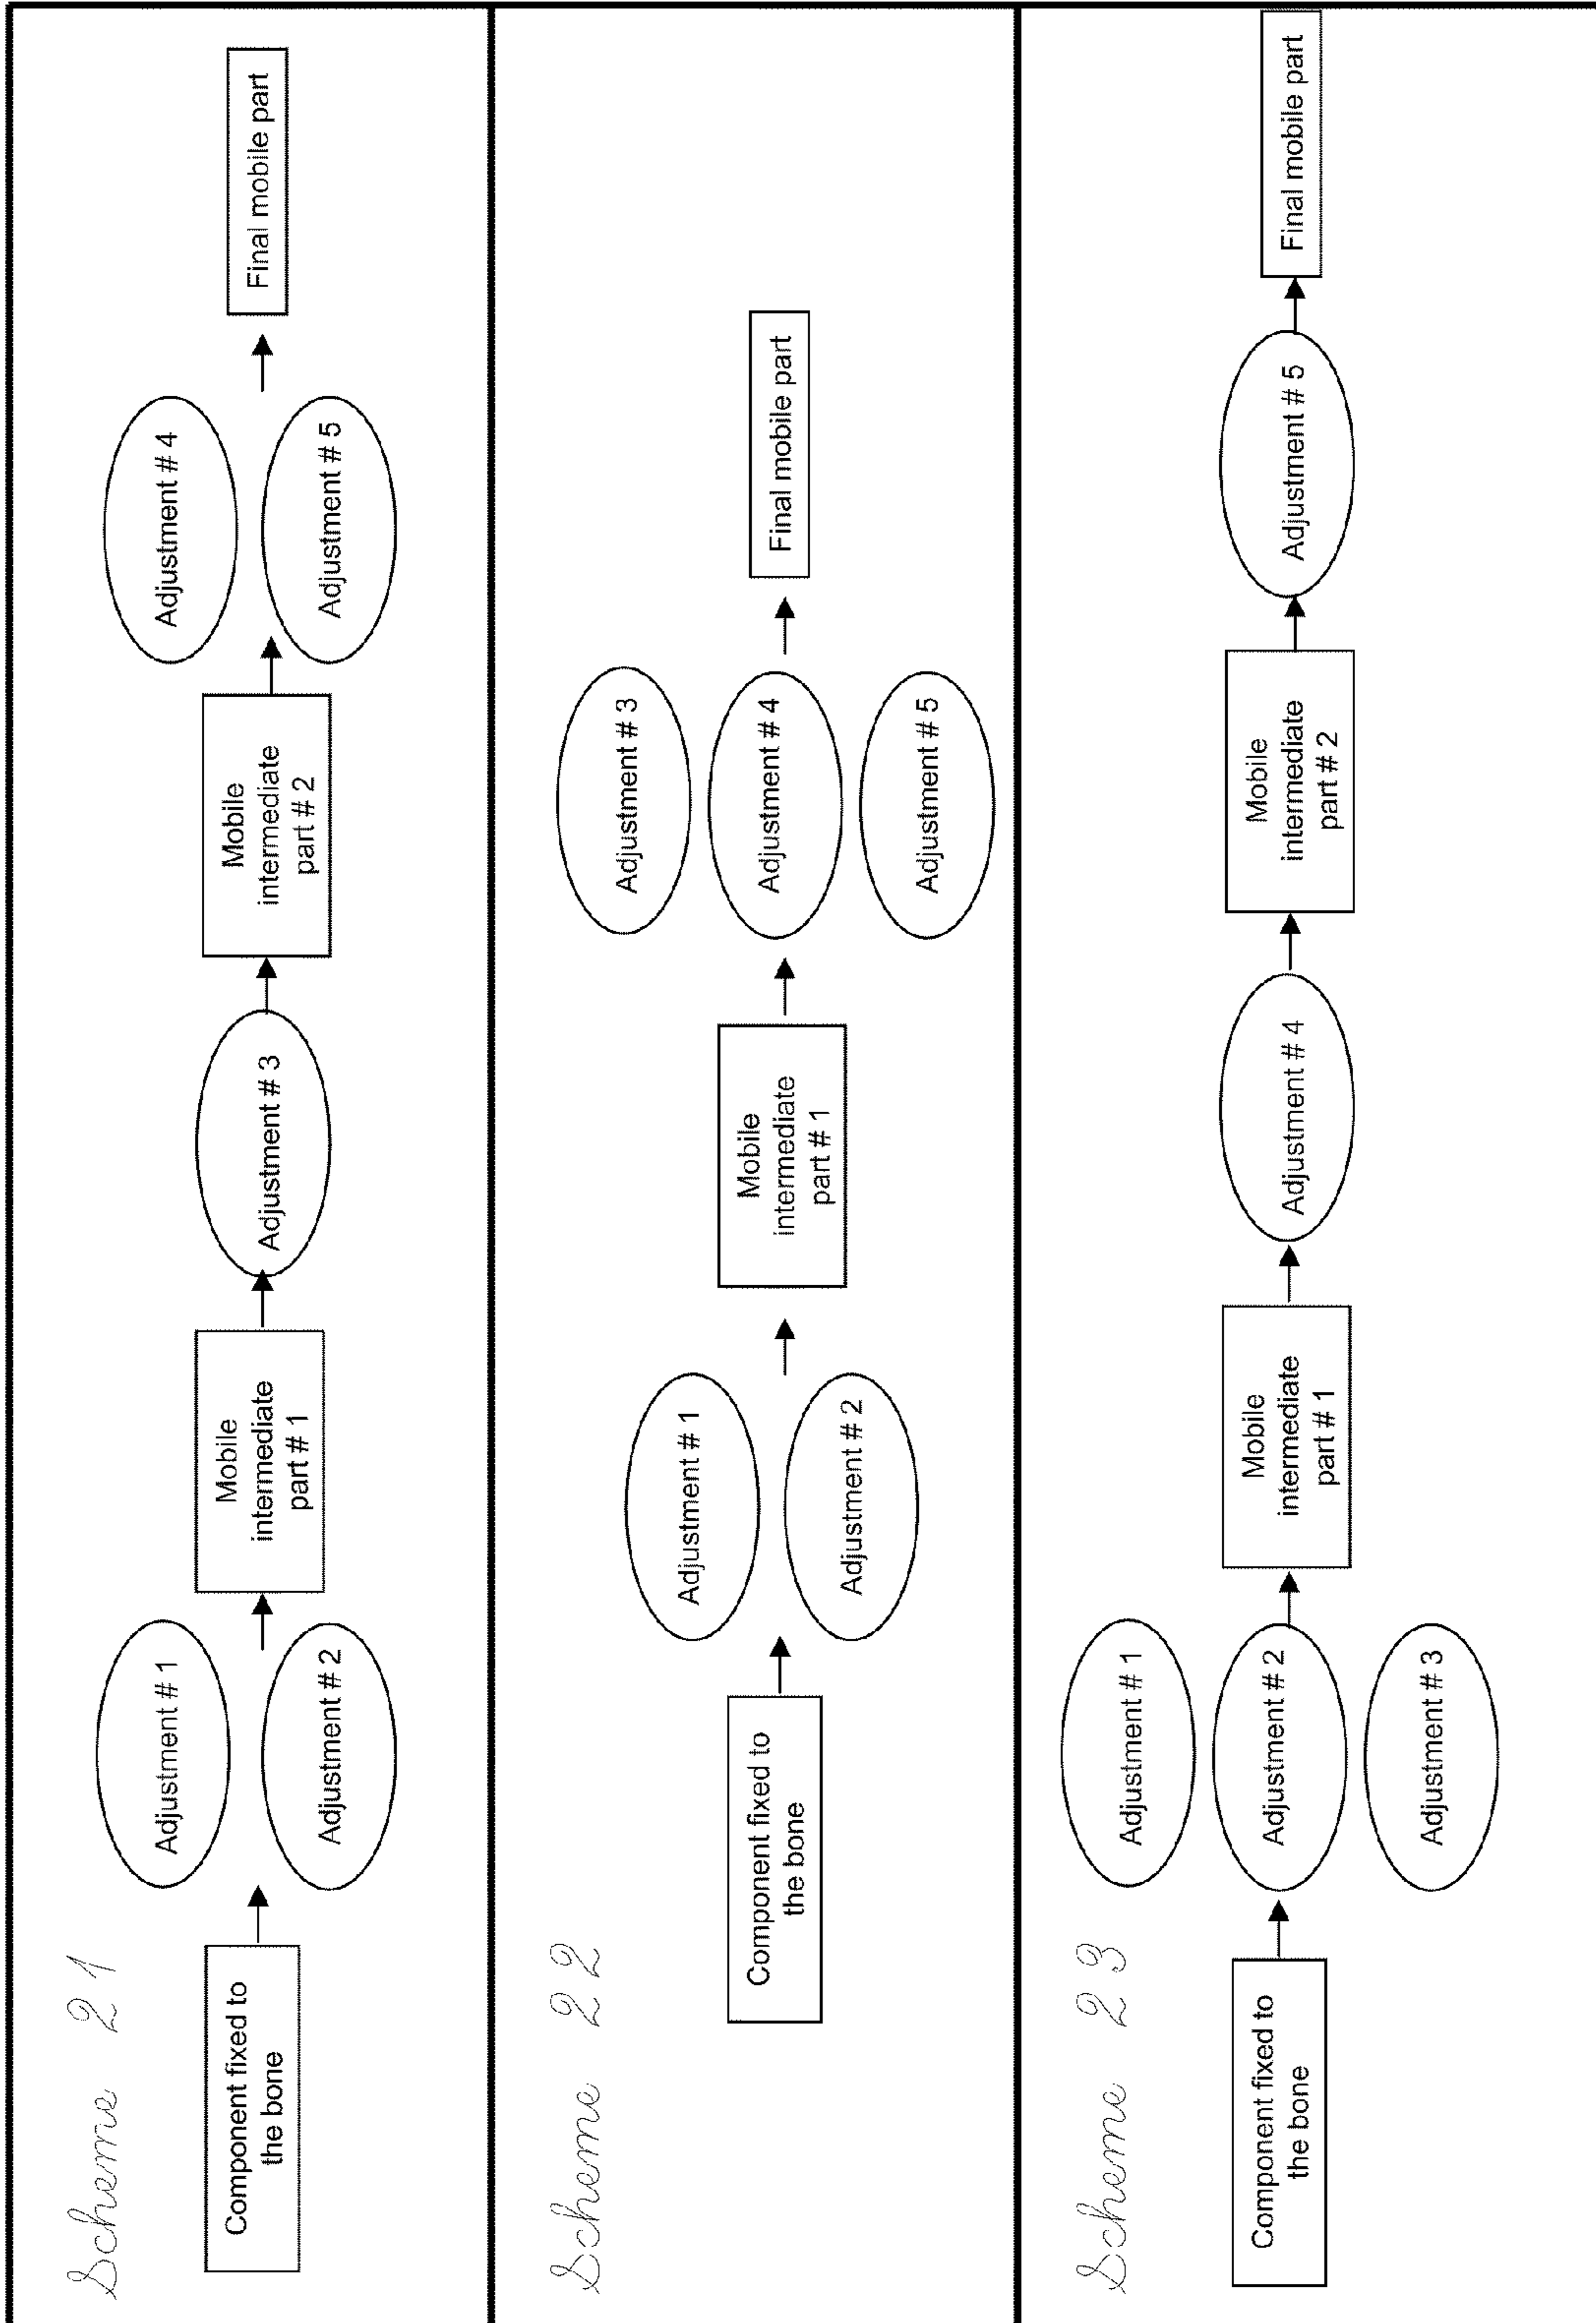 Scheme 21
Component fixed to
the bone
Adjustment # 1
Adjustment # 2
Mobile
intermediate
part # 1
Adjustment # 3
Mobile
intermediate
part # 2
Adjustment # 4
Adjustment # 5
Final mobile part
Scheme 22
Component fixed to
the bone
Adjustment # 1
Adjustment # 2
Mobile
intermediate
part # 1
Adjustment # 3
Adjustment # 4
Adjustment # 5
Final mobile part
Scheme 23
Component fixed to
the bone
Adjustment # 1
Adjustment # 2
Adjustment # 3
Mobile
intermediate
part # 1
Adjustment # 4
Mobile
intermediate
part # 2
Adjustment # 5
Final mobile part